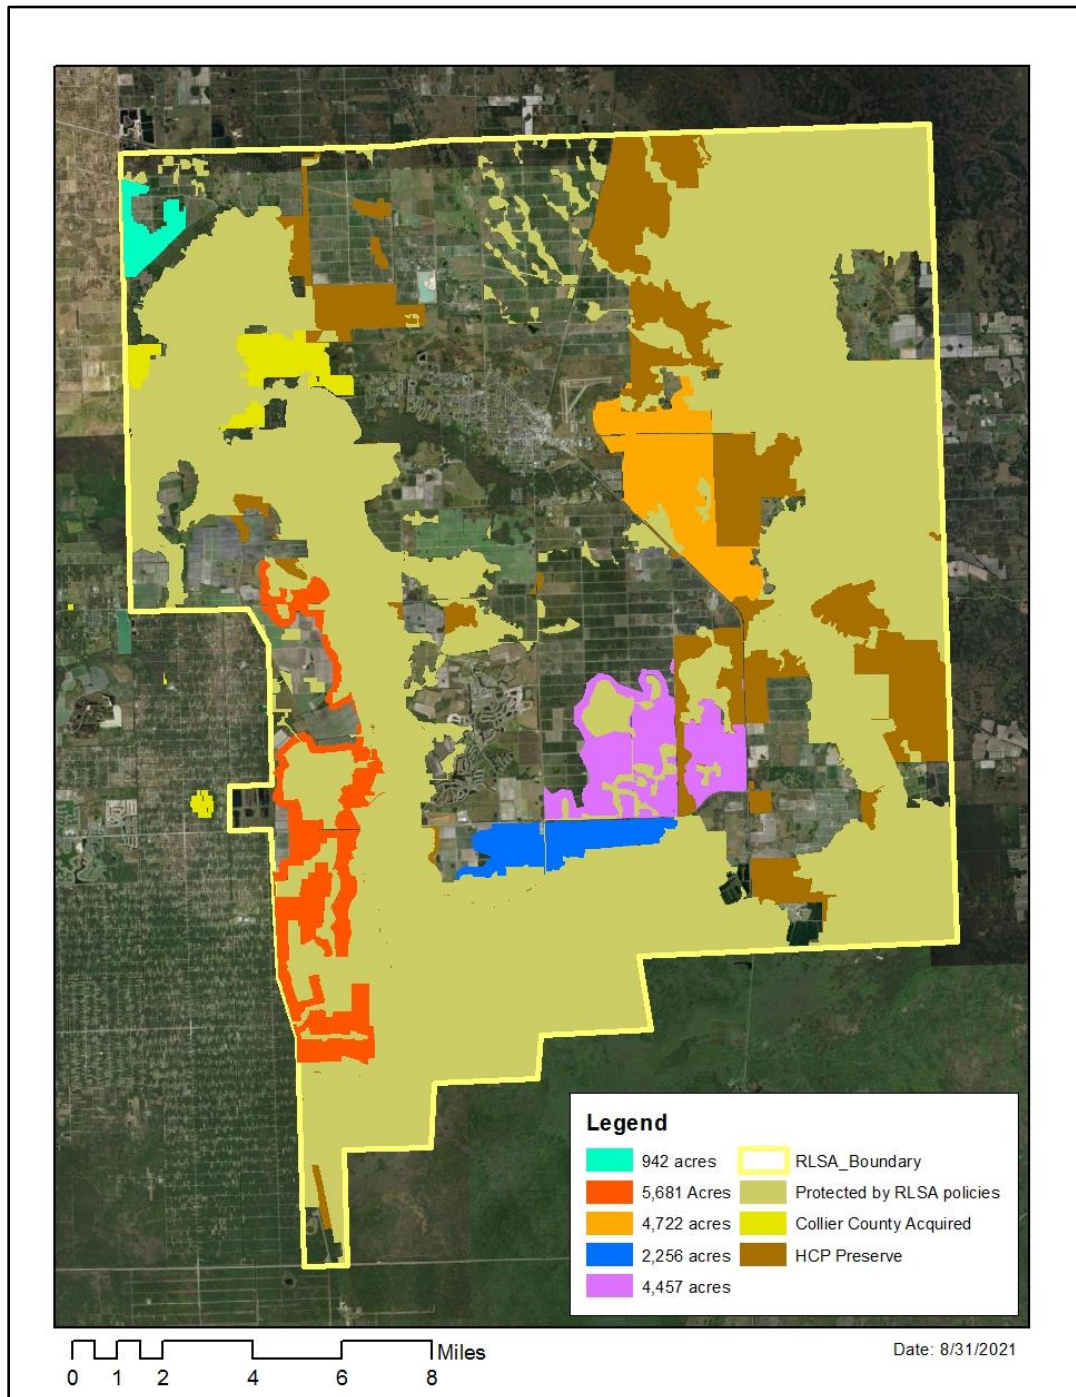 Legend
942 acres
5,681 Acres
4,722 acres
2,256 acres
4,457 acres
RLSA_Boundary
Protected by RLSA policies
Collier County Acquired
HCP Preserve
Miles
0 1 2 4 6 8
Date: 8/31/2021